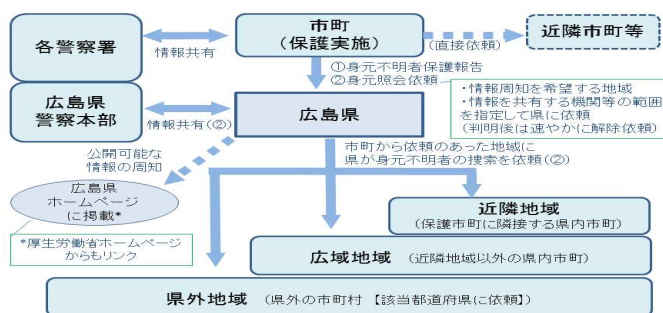 各警察署
情報共有
市町
(保護実施)
(直接依頼)
近隣市町等
①身元不明者保護報告
②身元照会依頼
・情報周知を希望する地域
・情報を共有する機関等の範囲
を指定して県に依頼
(判明後は速やかに解除依頼)
広島県
警察本部
情報共有(②)
広島県
公開可能な
情報の周知
市町から依頼のあった地域に
県が身元不明者の捜索を依頼(②)
広島県
ホームページ
に掲載*
*厚生労働省ホームページ
からもリンク
近隣地域
(保護市町に隣接する県内市町)
広域地域 (近隣地域以外の県内市町)
県外地域 (県外の市町村 【該当都道府県に依頼】)